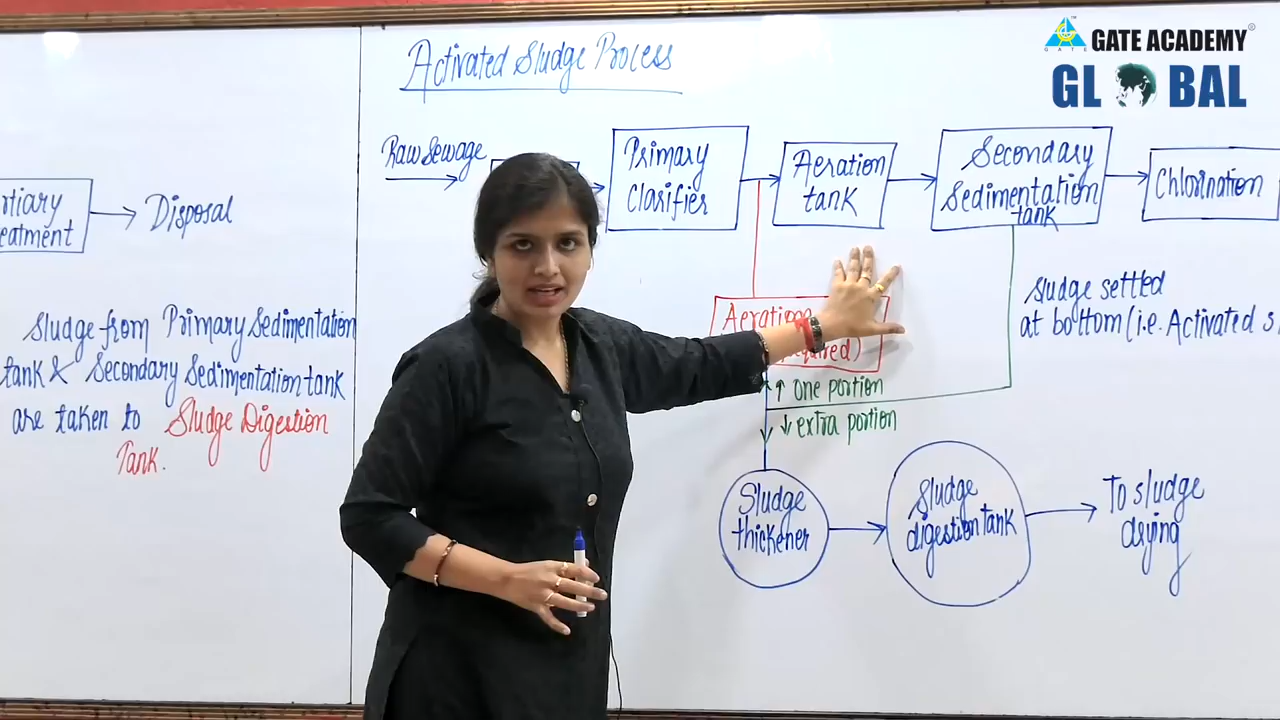 GATE
GATE ACADEMY®
GLOBAL
Activated Sludge Process
Raw Sewage
Primary
Clarifier
Aeration
tank
Secondary
Sedimentation
tank
Chlorination
rtiary
eatment
Disposal
Sludge from Primary Sedimentation
tank & Secondary Sedimentation tank
are taken to Sludge Digestion
Tank.
Sludge settled
at bottom (i.e. Activated s
↑ one portion
↓ extra portion
Sludge
thickener
Sludge
digestion tank
To sludge
drying